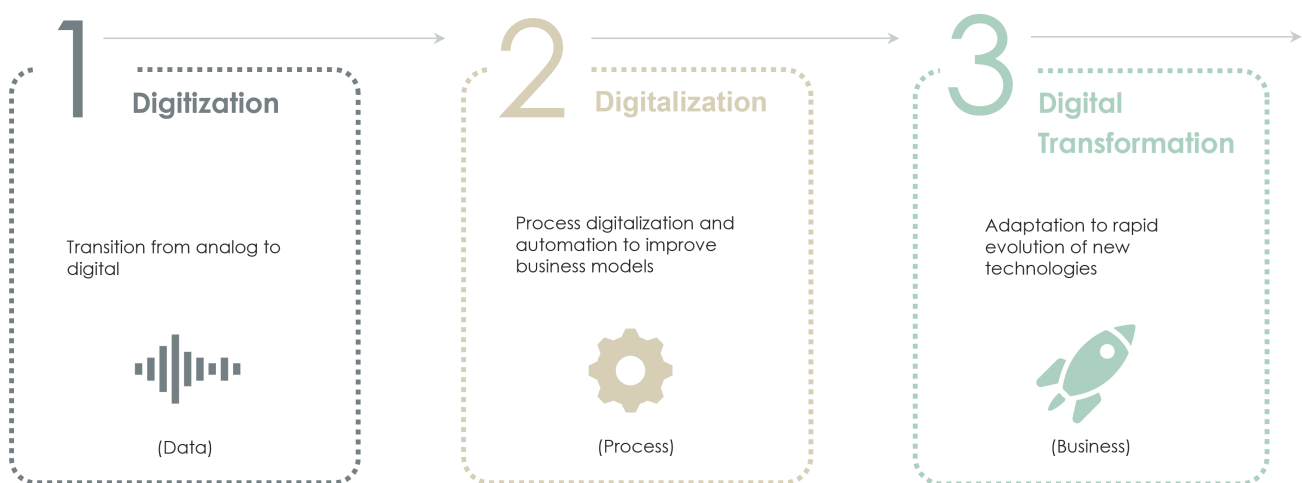 1
Digitization
Transition from analog to
digital
(Data)
2
Digitalization
Process digitalization and
automation to improve
business models
(Process)
3
Digital
Transformation
Adaptation to rapid
evolution of new
technologies
(Business)